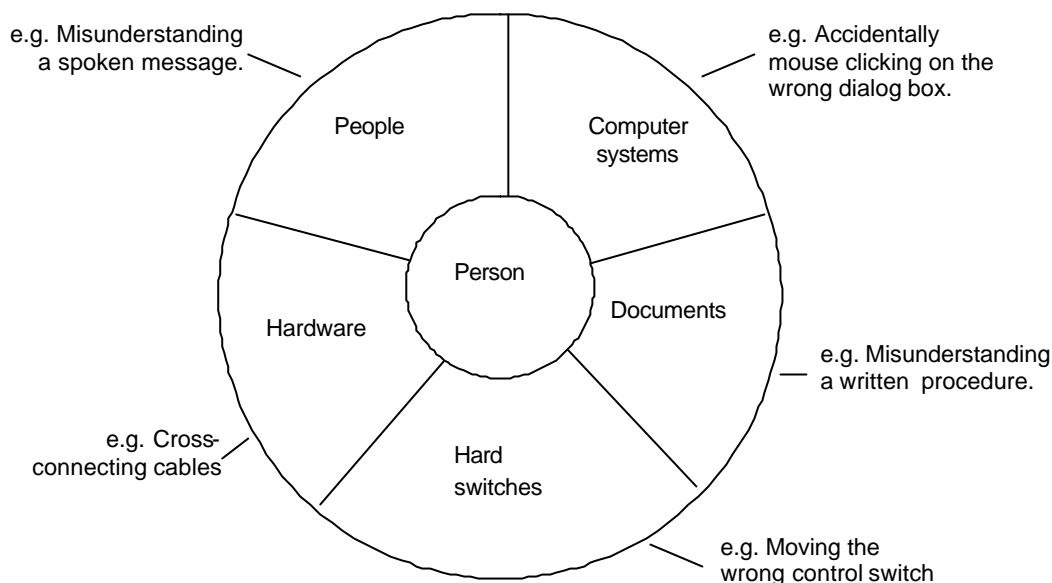 e.g. Misunderstanding
a spoken message.
e.g. Accidentally
mouse clicking on the
wrong dialog box.
People
Computer
systems
Person
Hardware
Documents
e.g. Misunderstanding
a written procedure.
e.g. Cross-
connecting cables
Hard
switches
e.g. Moving the
wrong control switch